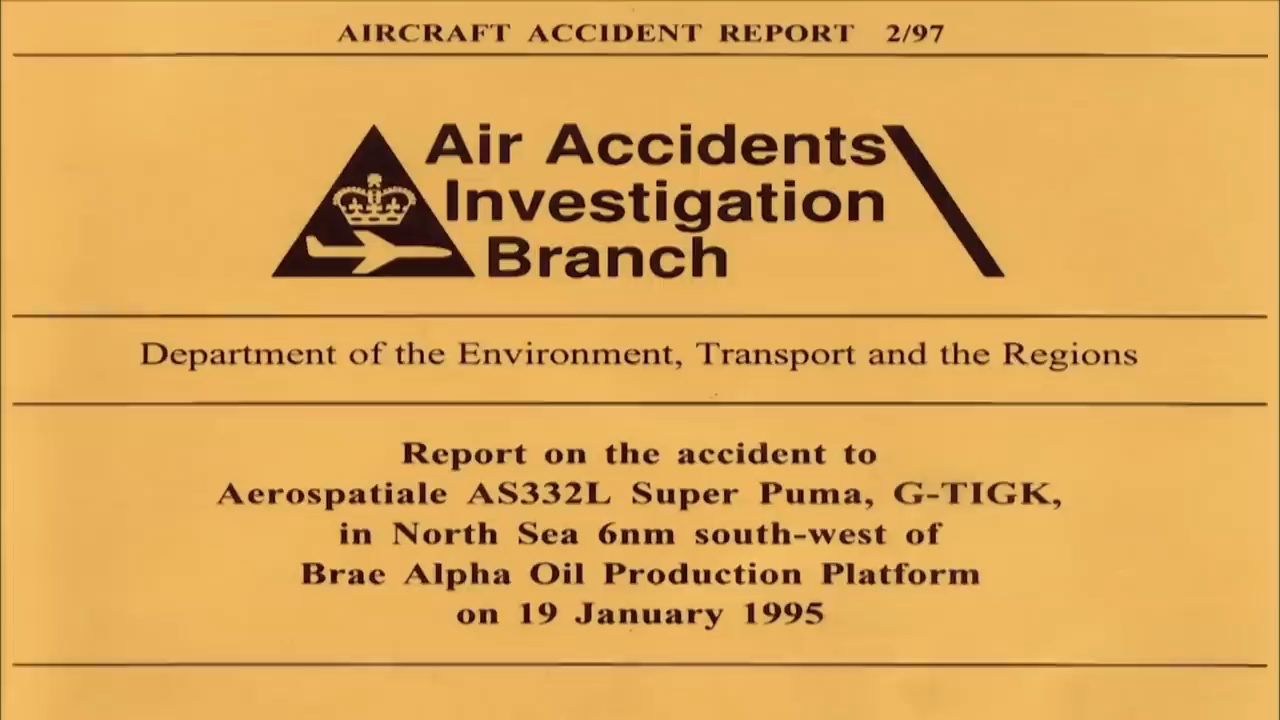 AIRCRAFT ACCIDENT REPORT 2/97
Air Accidents
Investigation
Branch
Department of the Environment, Transport and the Regions
Report on the accident to
Aerospatiale AS332L Super Puma, G-TIGK,
in North Sea 6nm south-west of
Brae Alpha Oil Production Platform
on 19 January 1995